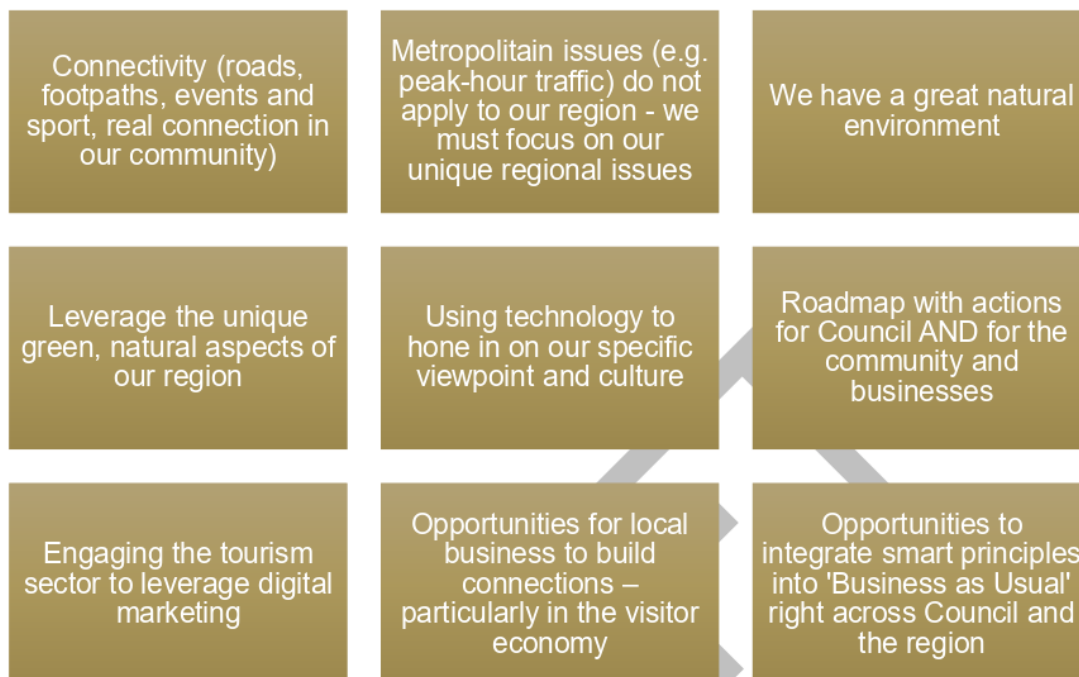 Connectivity (roads,
footpaths, events and
sport, real connection in
our community)
Metropolitain issues (e.g.
peak-hour traffic) do not
apply to our region - we
must focus on our
unique regional issues
We have a great natural
environment
Leverage the unique
green, natural aspects of
our region
Using technology to
hone in on our specific
viewpoint and culture
Roadmap with actions
for Council AND for the
community and
businesses
Engaging the tourism
sector to leverage digital
marketing
Opportunities for local
business to build
connections –
particularly in the visitor
economy
Opportunities to
integrate smart principles
into 'Business as Usual'
right across Council and
the region